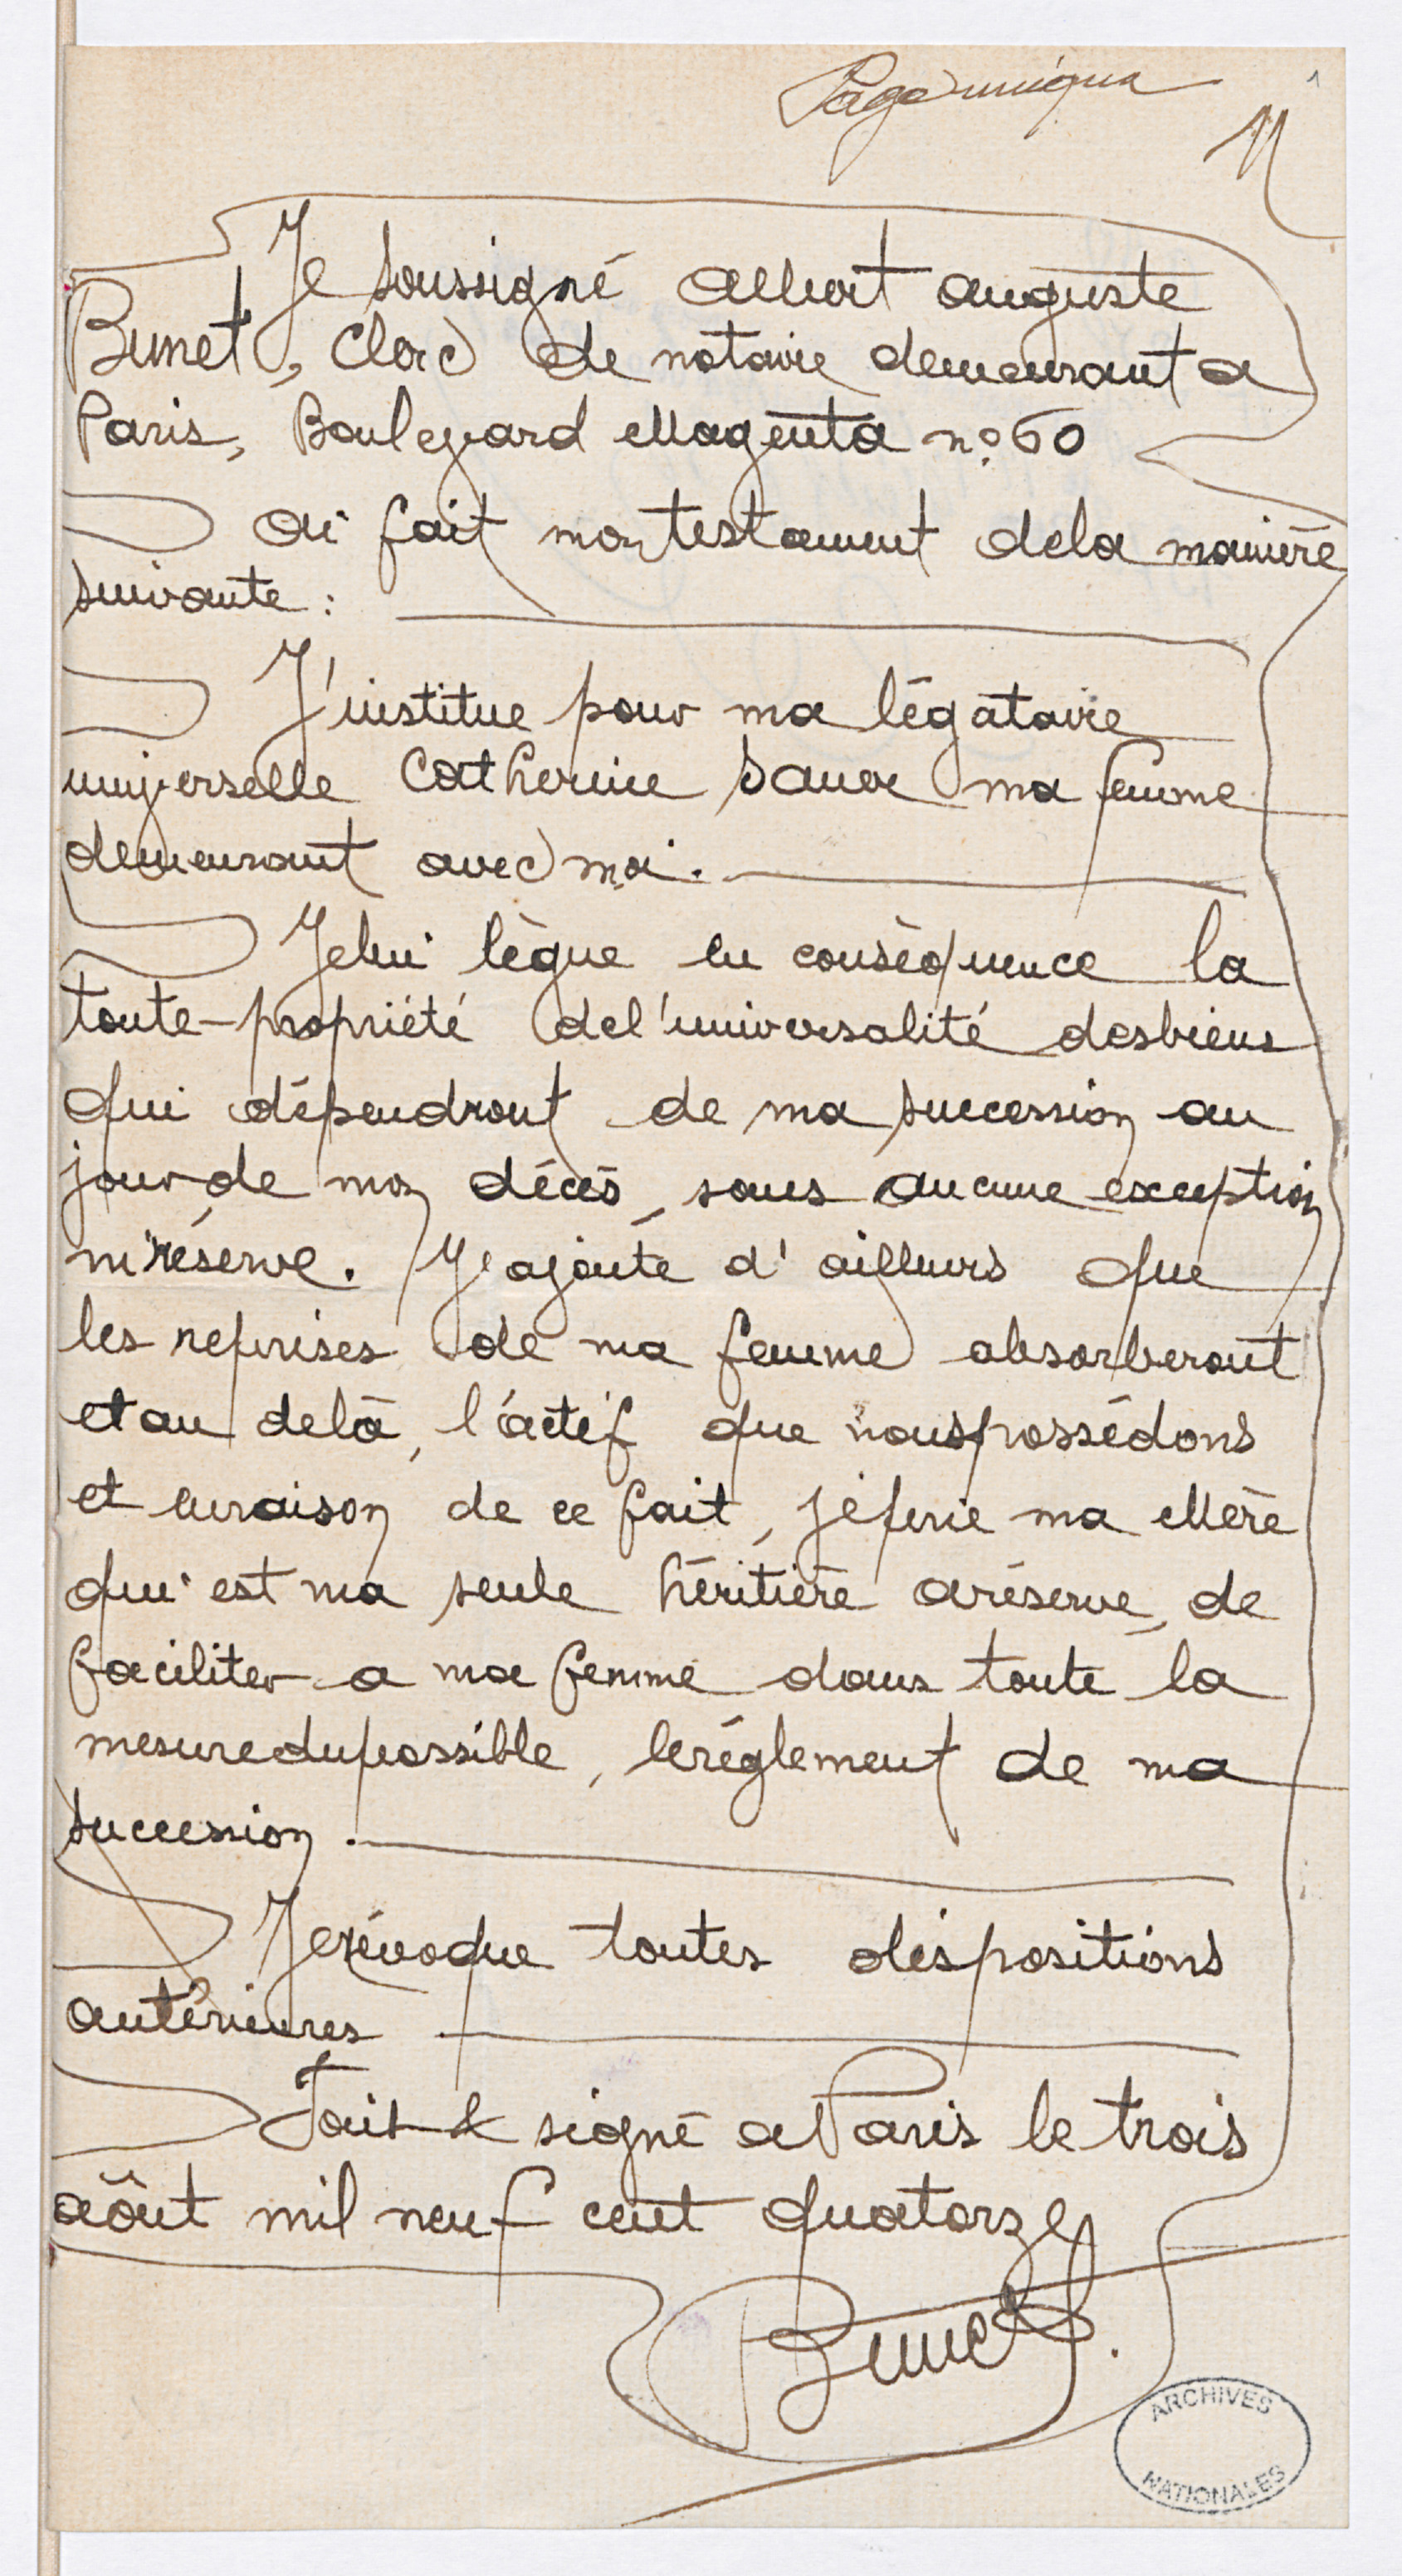 Page unique
Je soussigné Albert Auguste
Bunet, Clerc de notaire demeurant a
Paris, Boulevard Magenta nº 60
ai fait mon testament de la manière
suivante :
J'institue pour ma légataire
universelle Catherine ma femme
demeurant avec moi.
Je lui lègue en conséquence la
toute-propriété de l'universalité des biens
qui dépendront de ma succession au
jour de mon décès, sans aucune exception
ni réserve. J'ajoute d'ailleurs que
les reprises de ma femme absorberont
et au delà, l'actif que nous possédons
et en raison de ce fait, je prie ma Mère
qui est ma seule héritière a réserve, de
faciliter a ma femme dans toute la
mesure du possible, le réglement de ma
succession.
Je révoque toutes dispositions
antérieures
Fait & signé a Paris le trois
août mil neuf cent quatorze
Bunet
ARCHIVES
NATIONALES